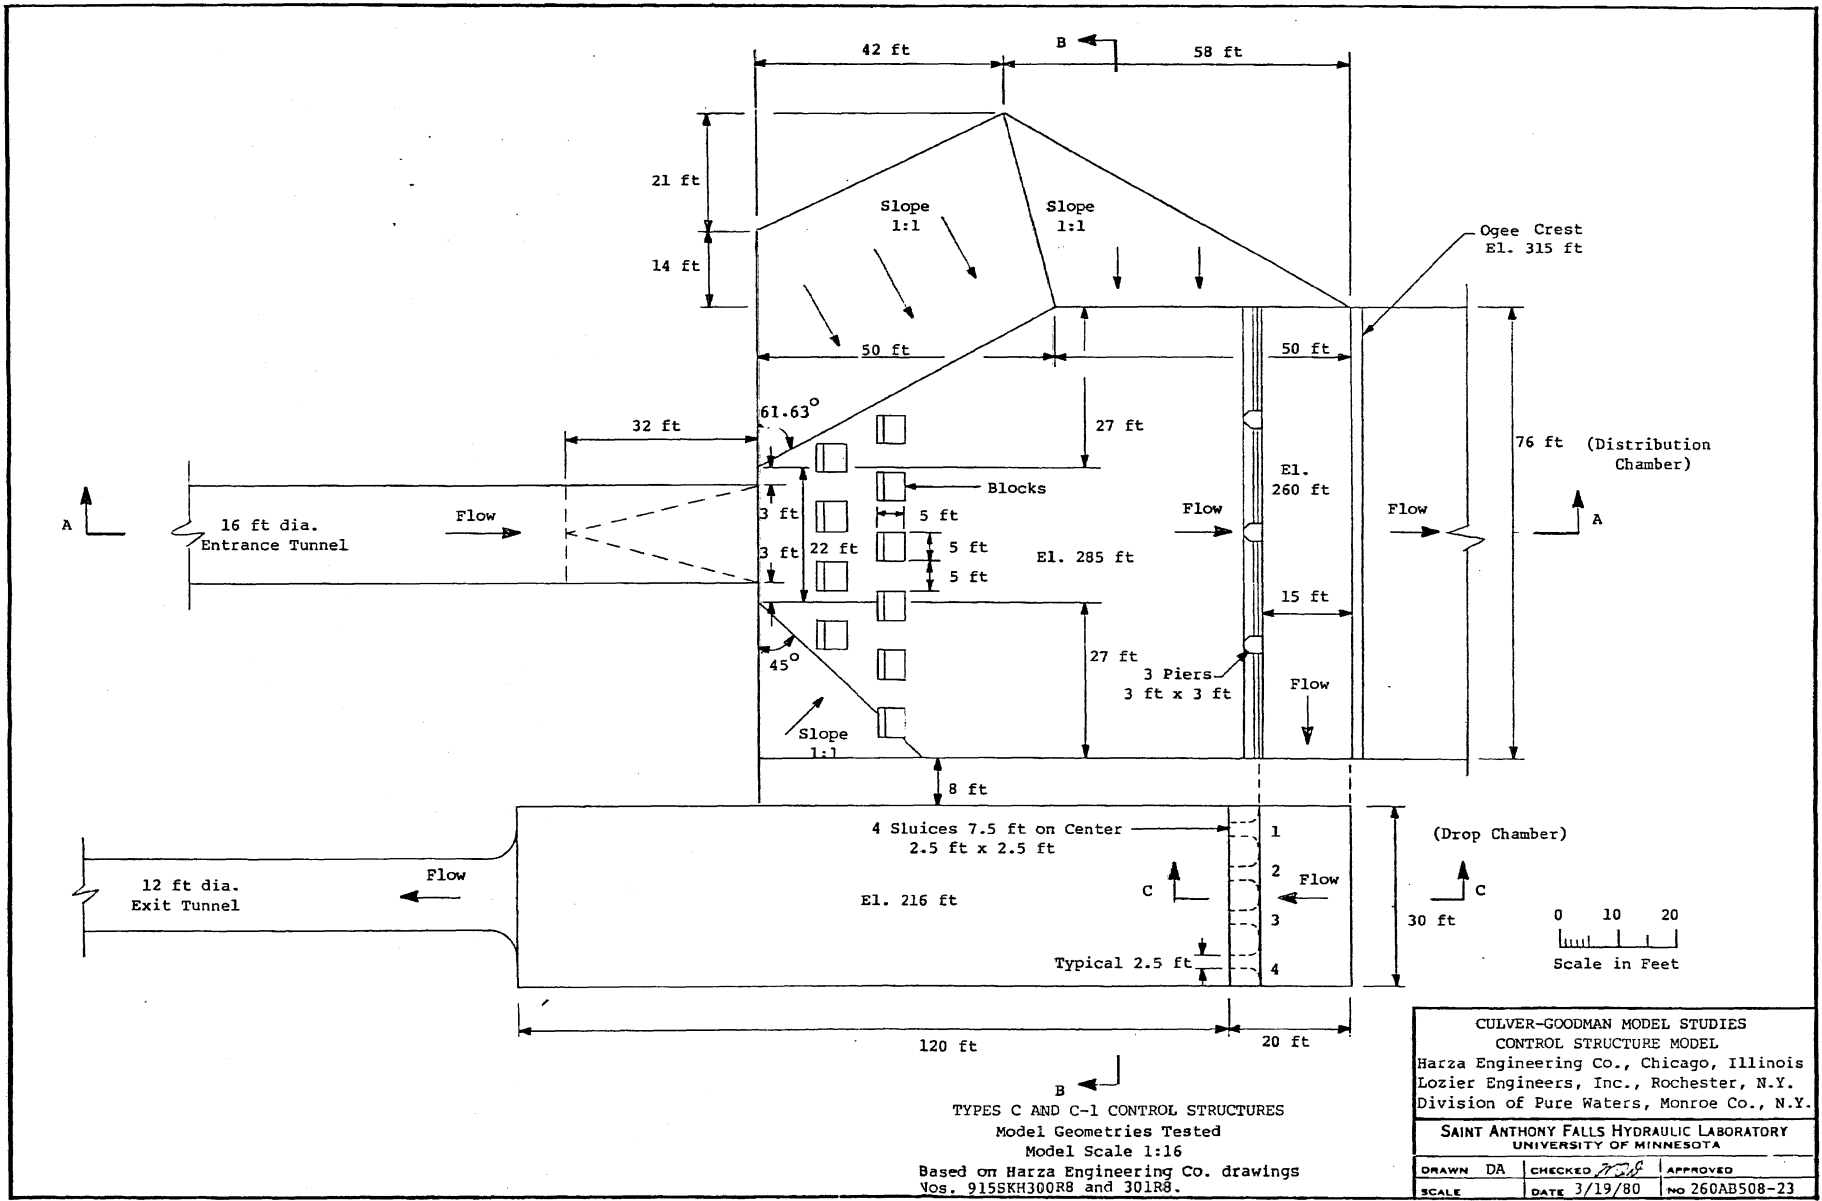 B
42 ft
58 ft
21 ft
Slope
1:1
Slope
1:1
Ogee Crest
El. 315 ft
14 ft
50 ft
50 ft
61.63°
32 ft
27 ft
76 ft
(Distribution
Chamber)
El.
260 ft
Blocks
A
16 ft dia.
Entrance Tunnel
Flow
3 ft
5 ft
Flow
Flow
A
3 ft
22 ft
5 ft
El. 285 ft
5 ft
15 ft
45°
27 ft
3 Piers
3 ft x 3 ft
Flow
Slope
1:1
8 ft
4 Sluices 7.5 ft on Center
2.5 ft x 2.5 ft
1
(Drop Chamber)
12 ft dia.
Exit Tunnel
Flow
El. 216 ft
C
2
Flow
C
3
30 ft
0 10 20
Scale in Feet
Typical 2.5 ft
4
120 ft
20 ft
B
TYPES C AND C-1 CONTROL STRUCTURES
Model Geometries Tested
Model Scale 1:16
Based on Harza Engineering Co. drawings
Nos. 915SKH300R8 and 301R8.
CULVER-GOODMAN MODEL STUDIES
CONTROL STRUCTURE MODEL
Harza Engineering Co., Chicago, Illinois
Lozier Engineers, Inc., Rochester, N.Y.
Division of Pure Waters, Monroe Co., N.Y.
SAINT ANTHONY FALLS HYDRAULIC LABORATORY
UNIVERSITY OF MINNESOTA
DRAWN DA CHECKED APPROVED
SCALE DATE 3/19/80 NO 260AB508-23